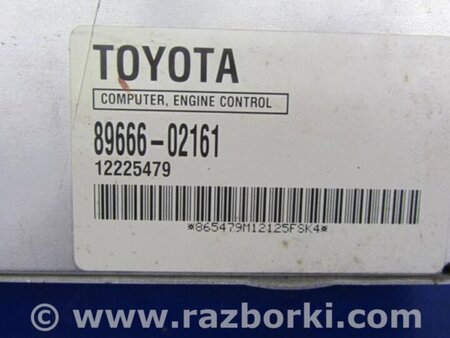 TOYOTA
COMPUTER, ENGINE CONTROL
89666-02161
12225479
*865479M12125FSK4*
www.razborki.com